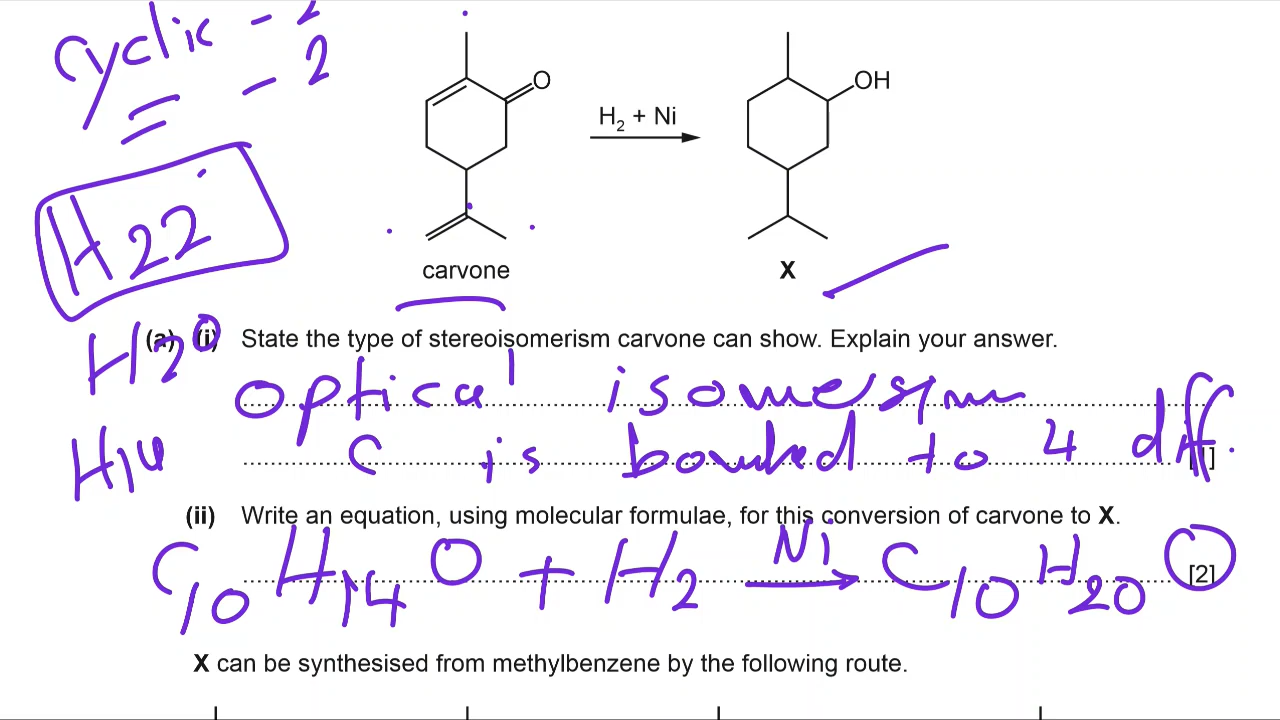 cyclic - 2
= - 2
O
H₂ + Ni
OH
H22
carvone
X
H20
(a) (i) State the type of stereoisomerism carvone can show. Explain your answer.
optical isomerism
H14
C is bonded to 4 diff.
[1]
(ii) Write an equation, using molecular formulae, for this conversion of carvone to X.
C₁₀H₁₄O + H₂ Ni → C₁₀H₂₀O
[2]
X can be synthesised from methylbenzene by the following route.